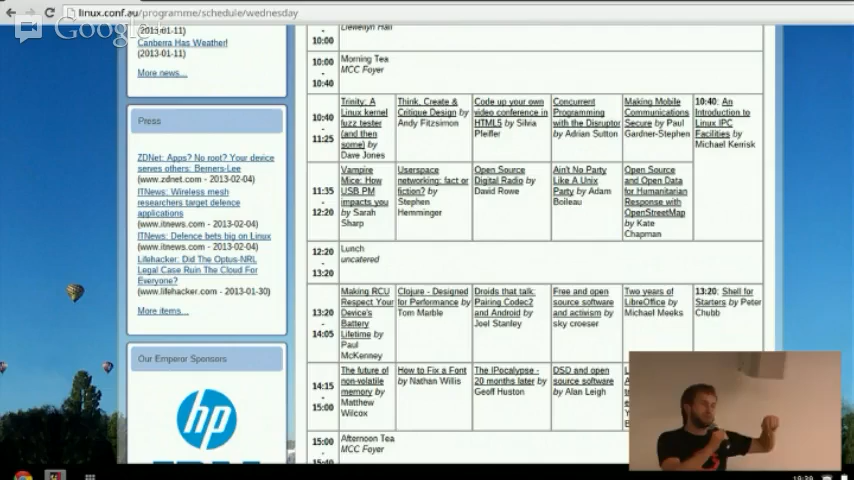 linux.conf.au/programme/schedule/wednesday
Google+
(2013-01-11)
Canberra Has Weather!
(2013-01-11)
More news...
Press
ZDNet: Apps? No root? Your device
serves others: Berners-Lee
(www.zdnet.com - 2013-02-04)
ITNews: Wireless mesh
researchers target defence
applications
(www.itnews.com - 2013-02-04)
ITNews: Defence bets big on Linux
(www.itnews.com - 2013-02-04)
Lifehacker: Did The Optus-NRL
Legal Case Ruin The Cloud For
Everyone?
(www.lifehacker.com - 2013-01-30)
More items...
Our Emperor Sponsors
hp
10:00
Llewellyn Hall
10:00
-
10:40
Morning Tea
MCC Foyer
10:40
-
11:25
Trinity: A
Linux kernel
fuzz tester
(and then
some) by
Dave Jones
Think, Create &
Critique Design by
Andy Fitzsimon
Code up your own
video conference in
HTML5 by Silvia
Pfeiffer
Concurrent
Programming
with the Disruptor
by Adrian Sutton
Making Mobile
Communications
Secure by Paul
Gardner-Stephen
10:40: An
Introduction to
Linux IPC
Facilities by
Michael Kerrisk
11:35
-
12:20
Vampire
Mice: How
USB PM
impacts you
by Sarah
Sharp
Userspace
networking: fact or
fiction? by
Stephen
Hemminger
Open Source
Digital Radio by
David Rowe
Ain't No Party
Like A Unix
Party by Adam
Boileau
Open Source
and Open Data
for Humanitarian
Response with
OpenStreetMap
by Kate
Chapman
12:20
-
13:20
Lunch
uncatered
13:20
-
14:05
Making RCU
Respect Your
Device's
Battery
Lifetime by
Paul
McKenney
Clojure - Designed
for Performance by
Tom Marble
Droids that talk:
Pairing Codec2
and Android by
Joel Stanley
Free and open
source software
and activism by
sky croeser
Two years of
LibreOffice by
Michael Meeks
13:20: Shell for
Starters by Peter
Chubb
14:15
-
15:00
The future of
non-volatile
memory by
Matthew
Wilcox
How to Fix a Font
by Nathan Willis
The IPocalypse -
20 months later by
Geoff Huston
DSD and open
source software
by Alan Leigh
15:00
-
15:40
Afternoon Tea
MCC Foyer